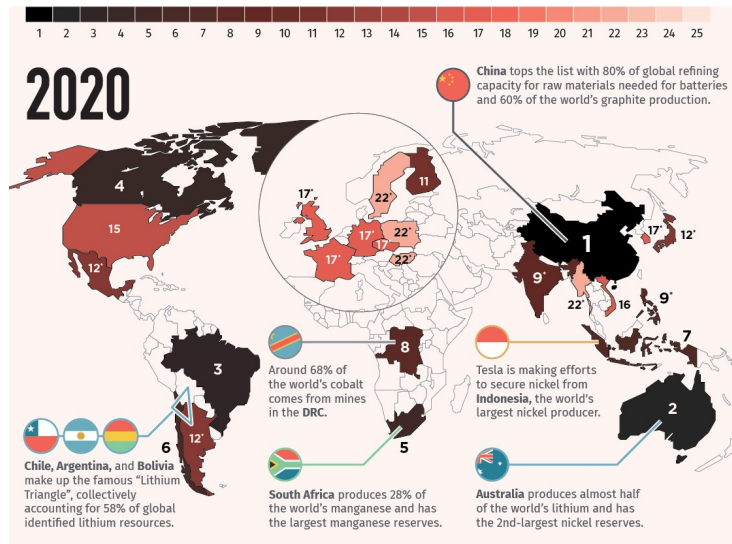 1 2 3 4 5 6 7 8 9 10 11 12 13 14 15 16 17 18 19 20 21 22 23 24 25
2020
China tops the list with 80% of global refining
capacity for raw materials needed for batteries
and 60% of the world's graphite production.
4
15
12*
17*
22*
11
17*
22*
17*
17*
22*
1
17*
12*
9*
22*
16
9*
7
3
8
2
12*
6
5
Around 68% of
the world's cobalt
comes from mines
in the DRC.
Tesla is making efforts
to secure nickel from
Indonesia, the world's
largest nickel producer.
Chile, Argentina, and Bolivia
make up the famous "Lithium
Triangle", collectively
accounting for 58% of global
identified lithium resources.
South Africa produces 28% of
the world's manganese and has
the largest manganese reserves.
Australia produces almost half
of the world's lithium and has
the 2nd-largest nickel reserves.